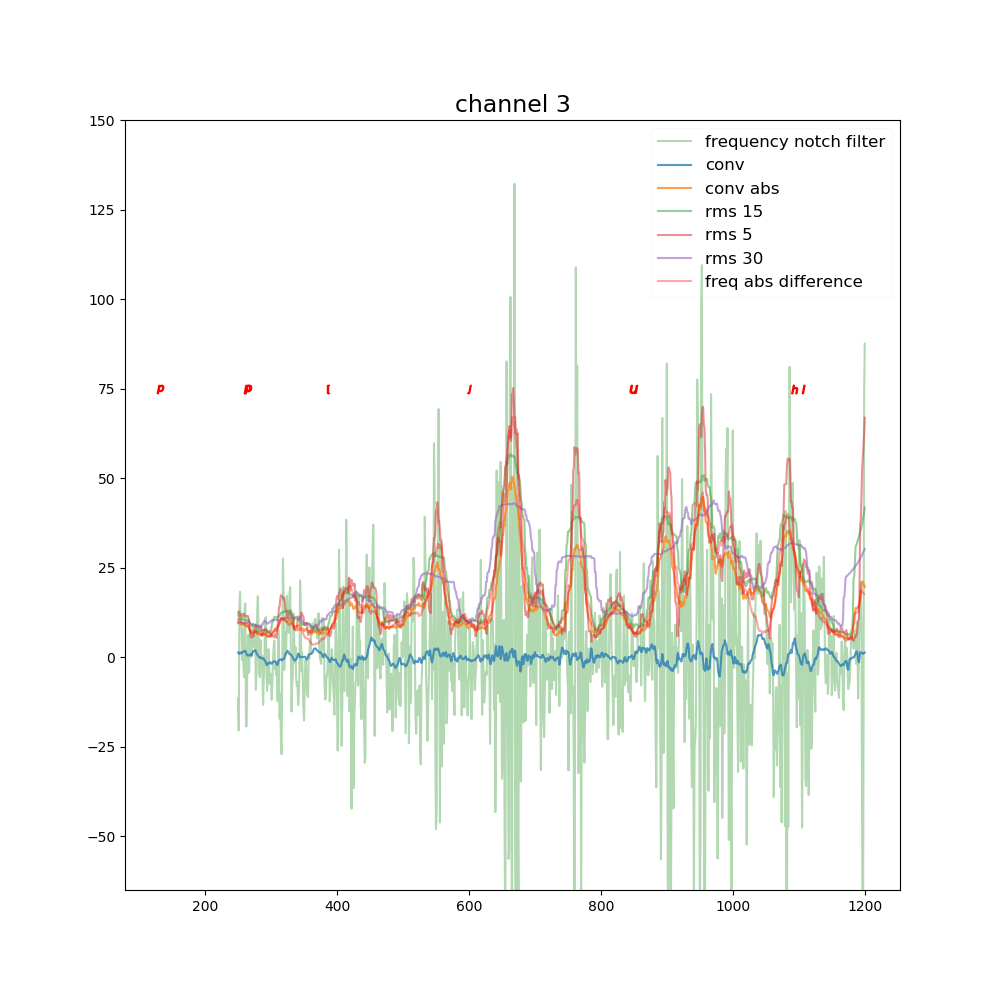 channel 3
150
125
100
75
50
25
0
−25
−50
frequency notch filter
conv
conv abs
rms 15
rms 5
rms 30
freq abs difference
p p j u h l
200 400 600 800 1000 1200